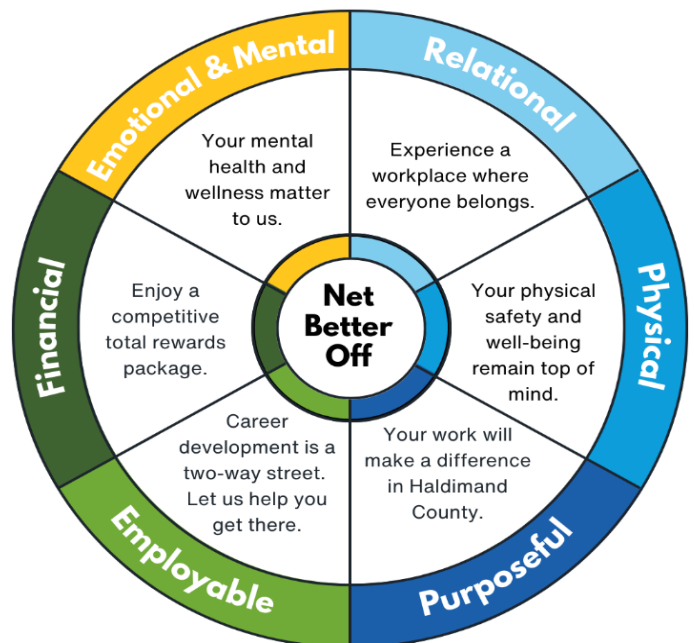 Emotional & Mental
Your mental
health and
wellness matter
to us.
Relational
Experience a
workplace where
everyone belongs.
Physical
Your physical
safety and
well-being
remain top of
mind.
Purposeful
Your work will
make a difference
in Haldimand
County.
Employable
Career
development is a
two-way street.
Let us help you
get there.
Financial
Enjoy a
competitive
total rewards
package.
Net
Better
Off